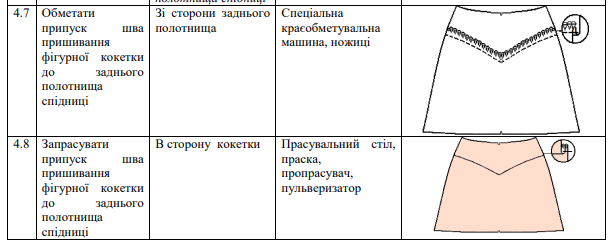 полотнища спідниці
4.7 Обметати Зі сторони заднього Спеціальна
припуск шва полотнища краєобметувальна
пришивання машина, ножиці
фігурної кокетки
до заднього
полотнища
спідниці
4.8 Запрасувати В сторону кокетки Прасувальний стіл,
припуск шва праска,
пришивання пропрасувач,
фігурної кокетки пульверизатор
до заднього
полотнища
спідниці